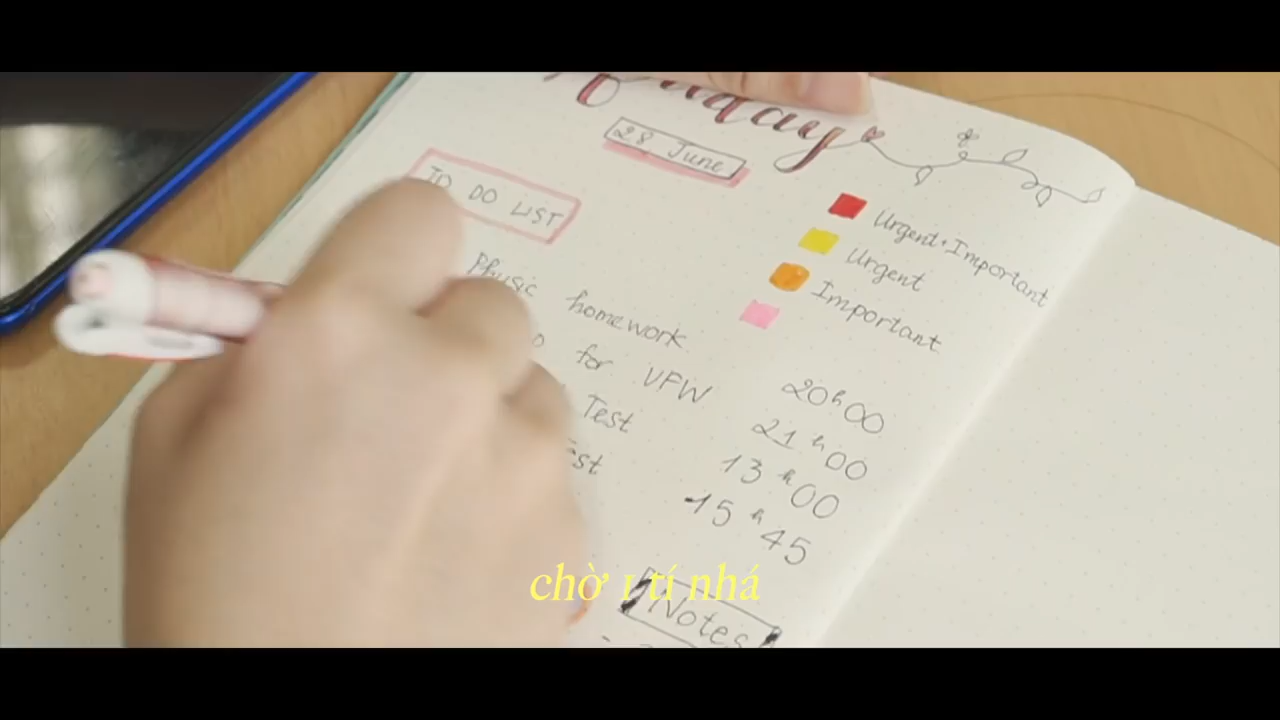 28 June
TO DO LIST
Urgent+Important
Urgent
Important
Physic homework
for VFW 20h00
Test 21h00
13h00
15h45
chờ 1 tí nhá
Notes